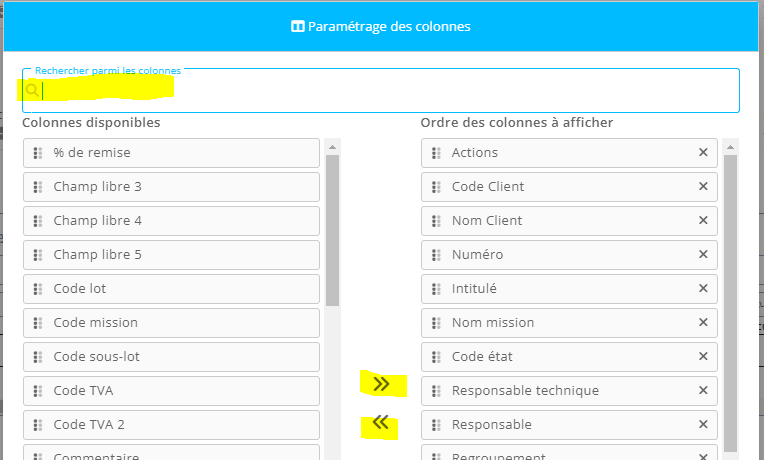 Paramétrage des colonnes
Rechercher parmi les colonnes
Colonnes disponibles
% de remise
Champ libre 3
Champ libre 4
Champ libre 5
Code lot
Code mission
Code sous-lot
Code TVA
Code TVA 2
Commentaire
Ordre des colonnes à afficher
Actions
Code Client
Nom Client
Numéro
Intitulé
Nom mission
Code état
Responsable technique
Responsable
Regroupement